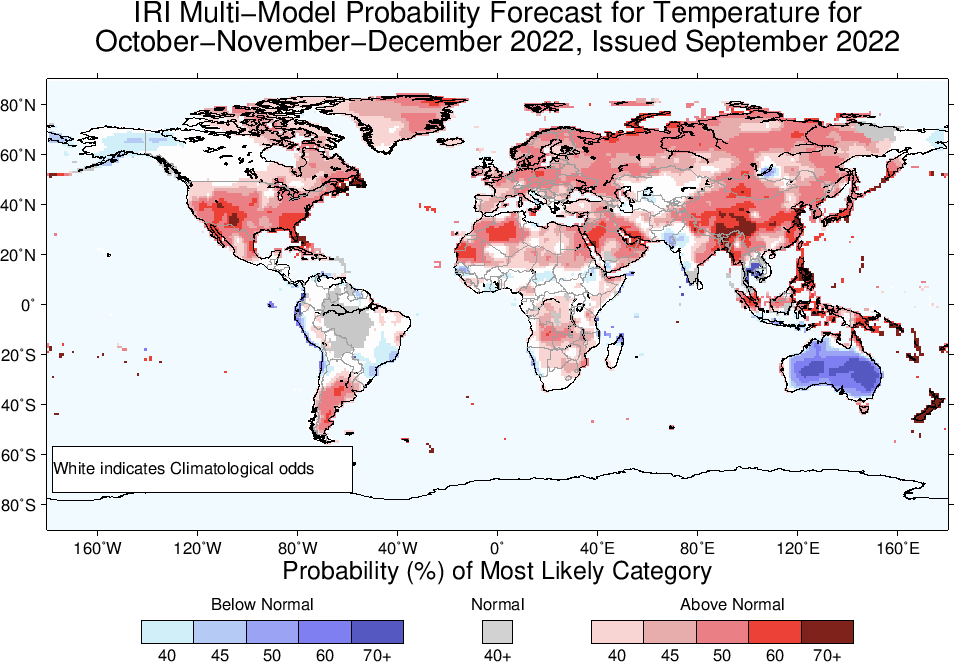 IRI Multi−Model Probability Forecast for Temperature for
October−November−December 2022, Issued September 2022
80˚N
60˚N
40˚N
20˚N
0˚
20˚S
40˚S
60˚S
80˚S
White indicates Climatological odds
160˚W 120˚W 80˚W 40˚W 0˚ 40˚E 80˚E 120˚E 160˚E
Probability (%) of Most Likely Category
Below Normal Normal Above Normal
40 45 50 60 70+ 40+ 40 45 50 60 70+